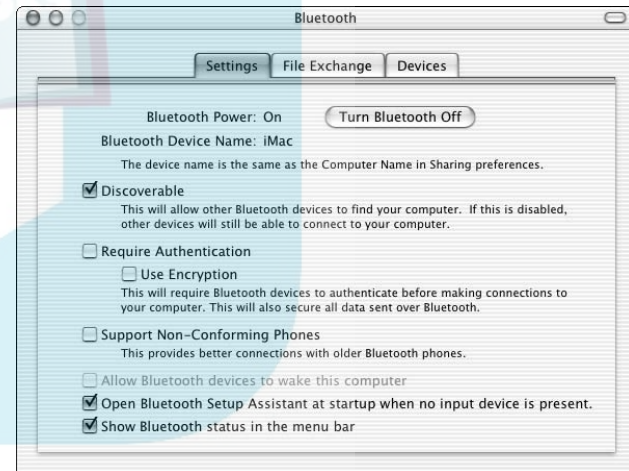 Bluetooth
Settings File Exchange Devices
Bluetooth Power: On Turn Bluetooth Off
Bluetooth Device Name: iMac
The device name is the same as the Computer Name in Sharing preferences.
Discoverable
This will allow other Bluetooth devices to find your computer. If this is disabled,
other devices will still be able to connect to your computer.
Require Authentication
Use Encryption
This will require Bluetooth devices to authenticate before making connections to
your computer. This will also secure all data sent over Bluetooth.
Support Non-Conforming Phones
This provides better connections with older Bluetooth phones.
Allow Bluetooth devices to wake this computer
Open Bluetooth Setup Assistant at startup when no input device is present.
Show Bluetooth status in the menu bar